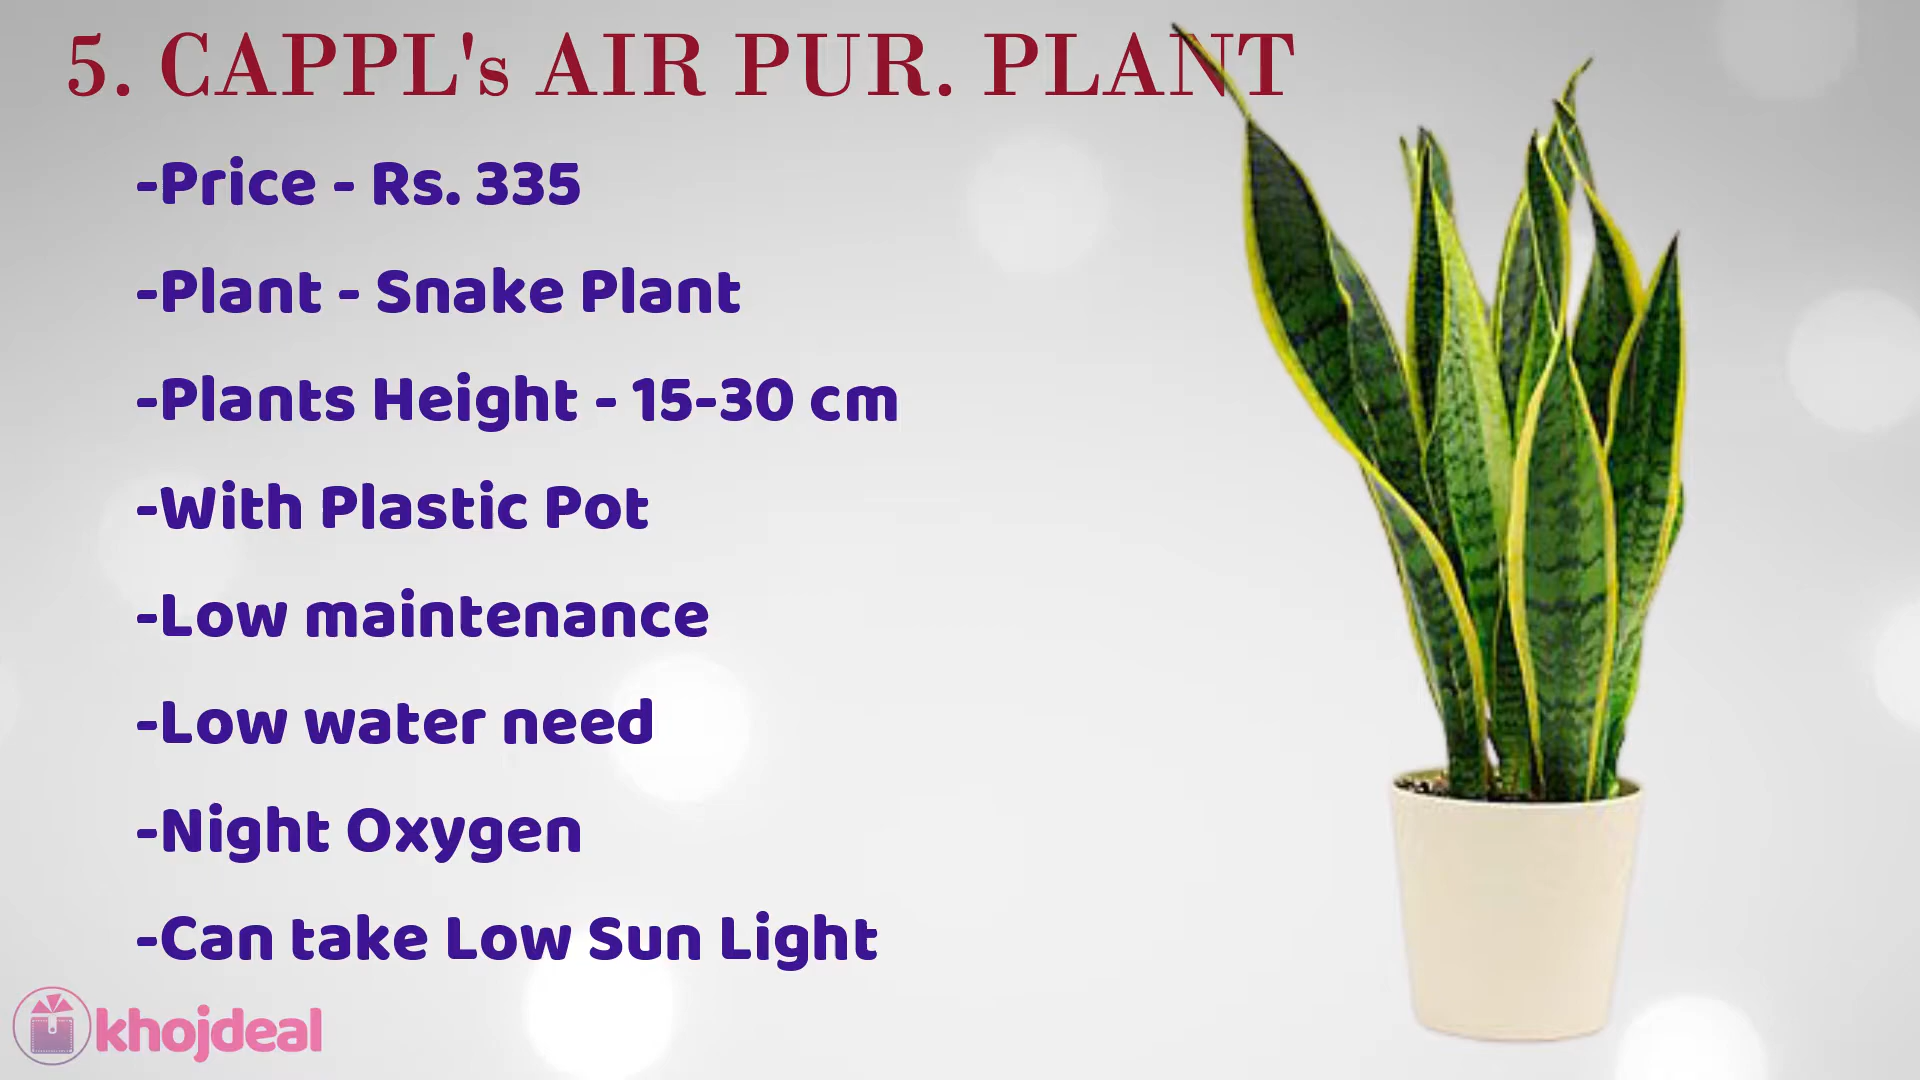 5. CAPPL's AIR PUR. PLANT
-Price - Rs. 335
-Plant - Snake Plant
-Plants Height - 15-30 cm
-With Plastic Pot
-Low maintenance
-Low water need
-Night Oxygen
-Can take Low Sun Light
khojdeal